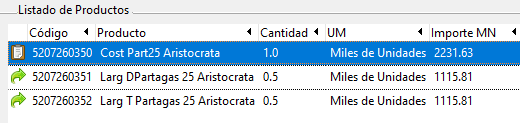 Listado de Productos
Código Producto Cantidad UM Importe MN
5207260350 Cost Part25 Aristocrata 1.0 Miles de Unidades 2231.63
5207260351 Larg DPartagas 25 Aristocrata 0.5 Miles de Unidades 1115.81
5207260352 Larg T Partagas 25 Aristocrata 0.5 Miles de Unidades 1115.81